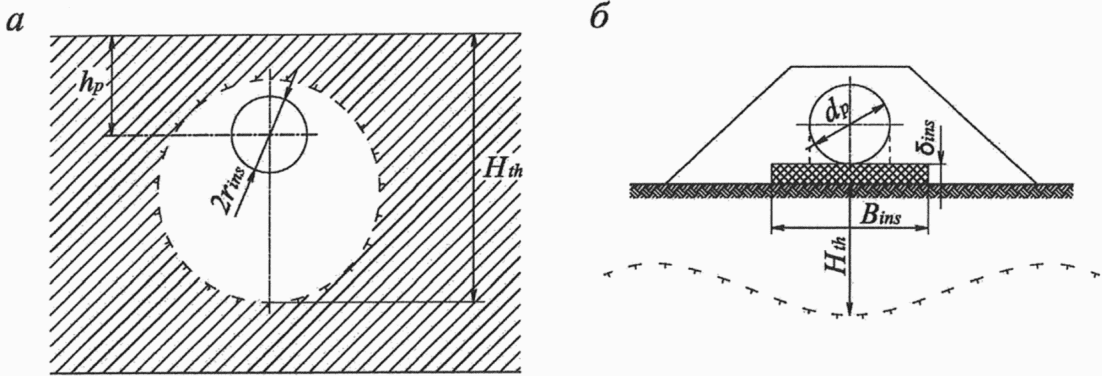 а
h_p
2r_ins
H_th
б
d_p
δ_ins
B_ins
H_th